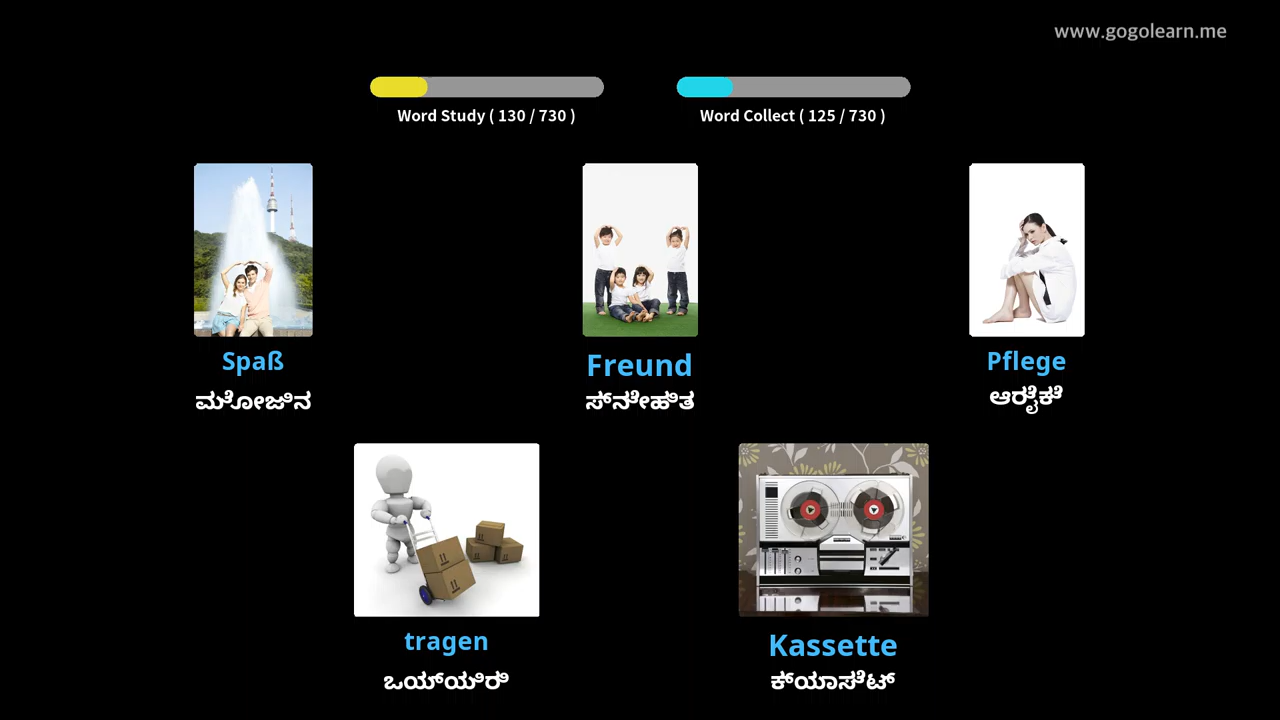 www.gogolearn.me
Word Study ( 130 / 730 )
Word Collect ( 125 / 730 )
Spaß
Freund
Pflege
ಮೋಜಿನ
ಸ್ನೇಹಿತ
ಆರೈಕೆ
tragen
Kassette
ಒಯ್ಯಿರಿ
ಕ್ಯಾಸೆಟ್